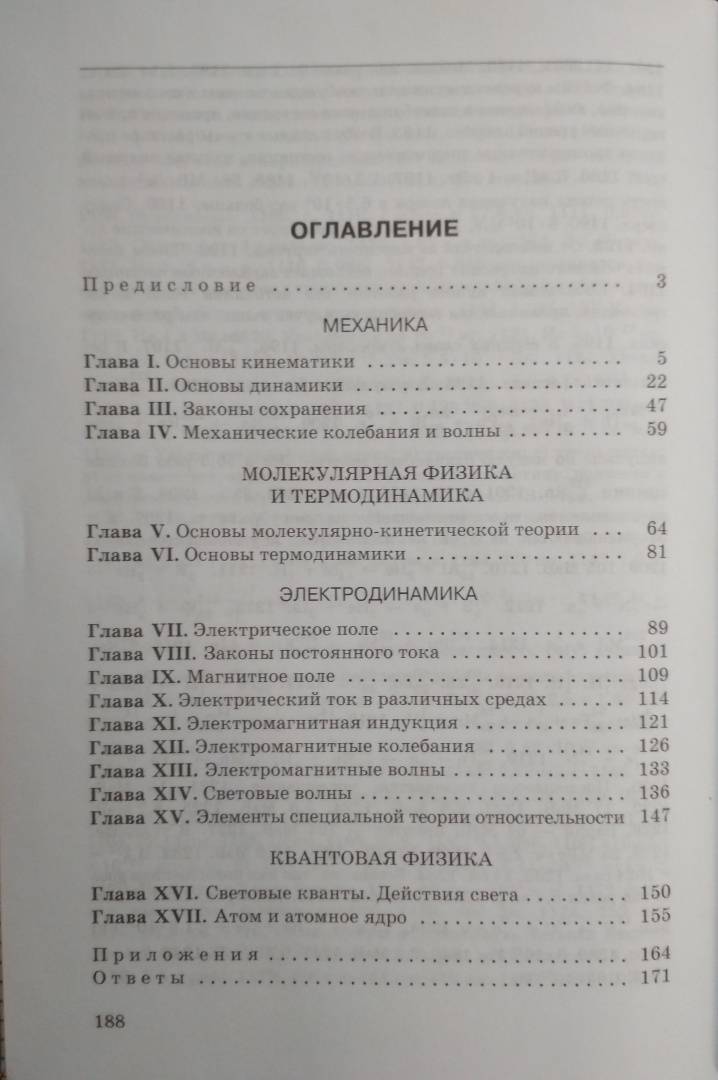 ОГЛАВЛЕНИЕ
Предисловие .............................. 3
МЕХАНИКА
Глава I. Основы кинематики ...................... 5
Глава II. Основы динамики ....................... 22
Глава III. Законы сохранения ..................... 47
Глава IV. Механические колебания и волны .......... 59
МОЛЕКУЛЯРНАЯ ФИЗИКА
И ТЕРМОДИНАМИКА
Глава V. Основы молекулярно-кинетической теории ... 64
Глава VI. Основы термодинамики .................. 81
ЭЛЕКТРОДИНАМИКА
Глава VII. Электрическое поле .................... 89
Глава VIII. Законы постоянного тока ............... 101
Глава IX. Магнитное поле ........................ 109
Глава X. Электрический ток в различных средах ....... 114
Глава XI. Электромагнитная индукция .............. 121
Глава XII. Электромагнитные колебания ............ 126
Глава XIII. Электромагнитные волны ............... 133
Глава XIV. Световые волны ....................... 136
Глава XV. Элементы специальной теории относительности 147
КВАНТОВАЯ ФИЗИКА
Глава XVI. Световые кванты. Действия света ......... 150
Глава XVII. Атом и атомное ядро .................. 155
Приложения .............................. 164
Ответы ................................... 171
188